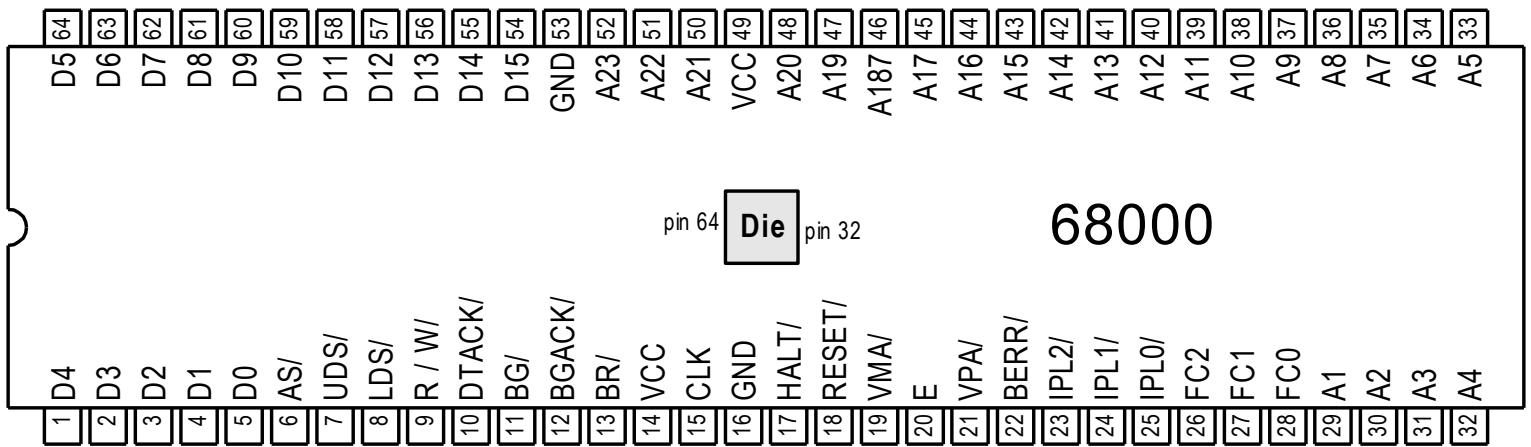 64 63 62 61 60 59 58 57 56 55 54 53 52 51 50 49 48 47 46 45 44 43 42 41 40 39 38 37 36 35 34 33
D5 D6 D7 D8 D9 D10 D11 D12 D13 D14 D15 GND A23 A22 A21 VCC A20 A19 A187 A17 A16 A15 A14 A13 A12 A11 A10 A9 A8 A7 A6 A5
pin 64 Die pin 32 68000
D4 D3 D2 D1 D0 AS/ UDS/ LDS/ R / W/ DTACK/ BG/ BGACK/ BR/ VCC CLK GND HALT/ RESET/ VMA/ E VPA/ BERR/ IPL2/ IPL1/ IPL0/ FC2 FC1 FC0 A1 A2 A3 A4
1 2 3 4 5 6 7 8 9 10 11 12 13 14 15 16 17 18 19 20 21 22 23 24 25 26 27 28 29 30 31 32